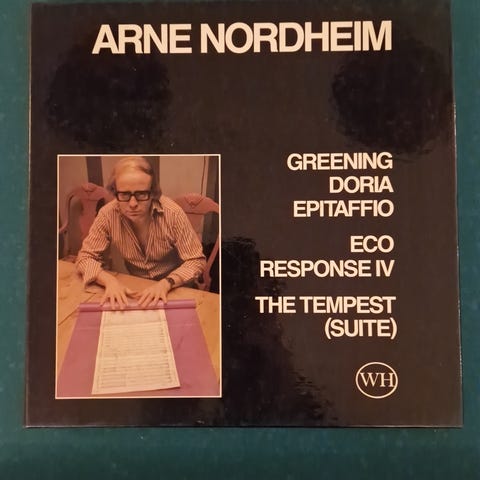 ARNE NORDHEIM
GREENING
DORIA
EPITAFFIO
ECO
RESPONSE IV
THE TEMPEST
(SUITE)
WH